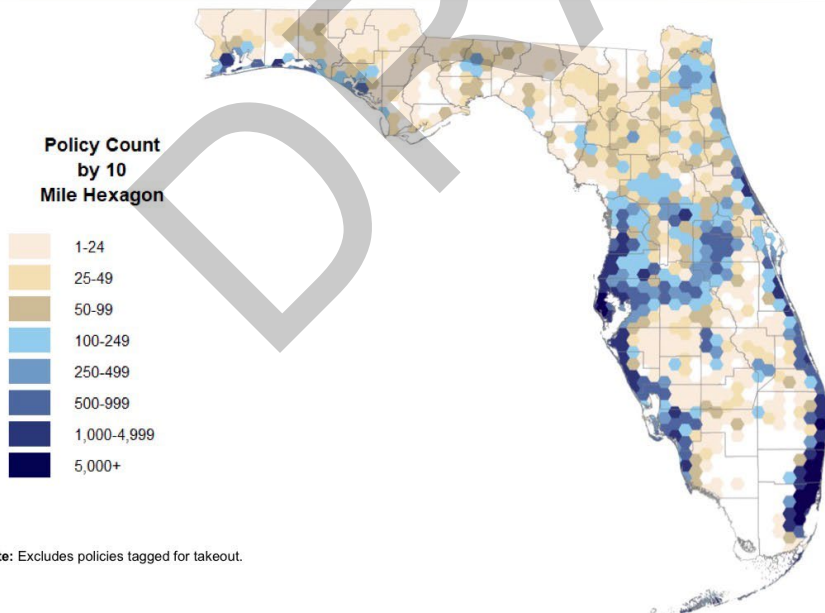 DRA
Policy Count
by 10
Mile Hexagon
1-24
25-49
50-99
100-249
250-499
500-999
1,000-4,999
5,000+
te: Excludes policies tagged for takeout.